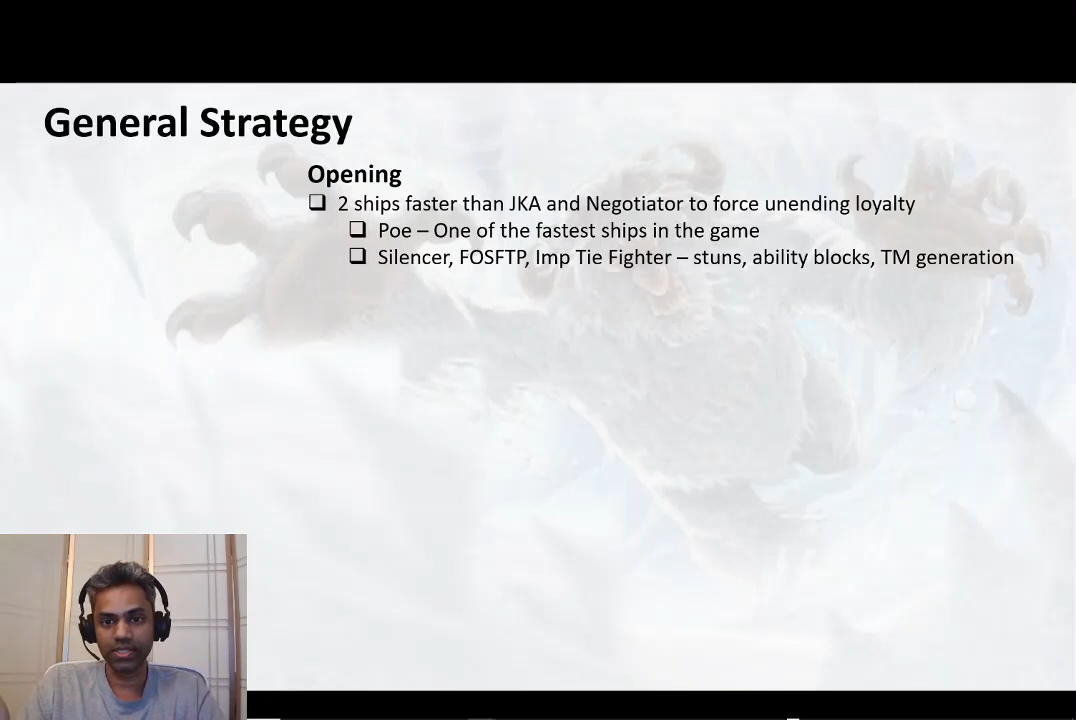 General Strategy
Opening
2 ships faster than JKA and Negotiator to force unending loyalty
Poe – One of the fastest ships in the game
Silencer, FOSFTP, Imp Tie Fighter – stuns, ability blocks, TM generation